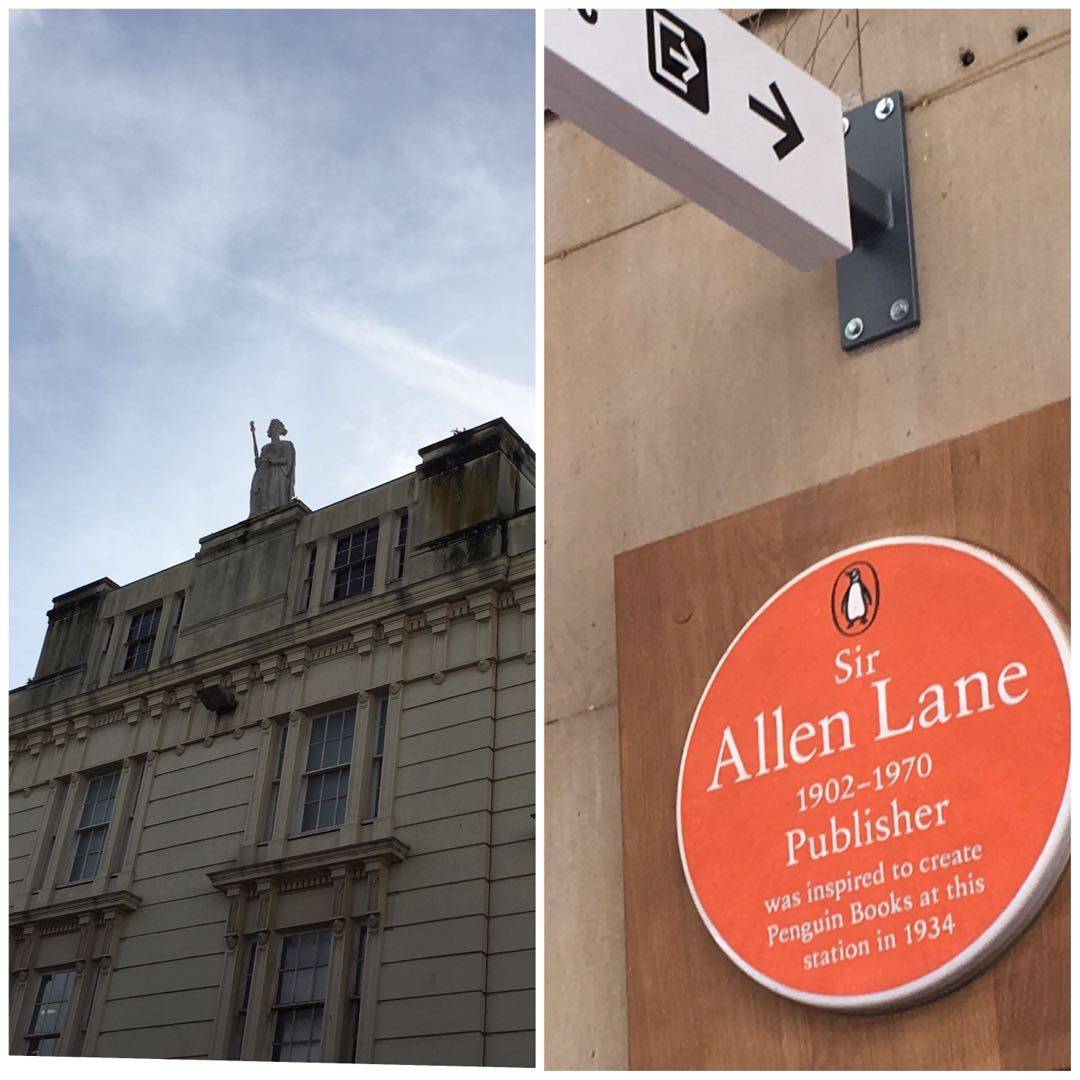 Sir
Allen Lane
1902–1970
Publisher
was inspired to create
Penguin Books at this
station in 1934